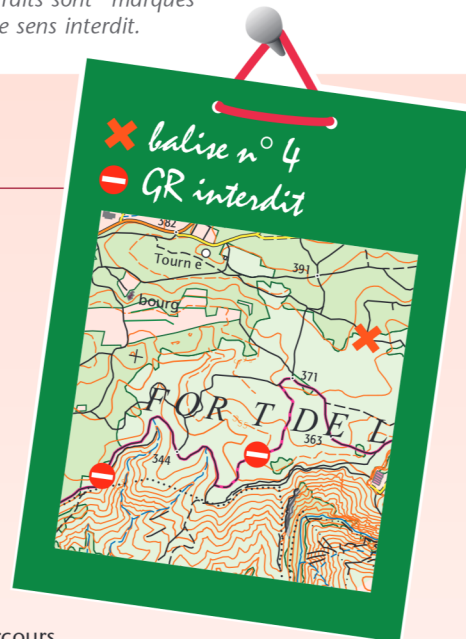 raits sont marqués
e sens interdit.
balise n° 4
GR interdit
382
Tourn é
391
bourg
371
FOR T DE L
363
344
rcours